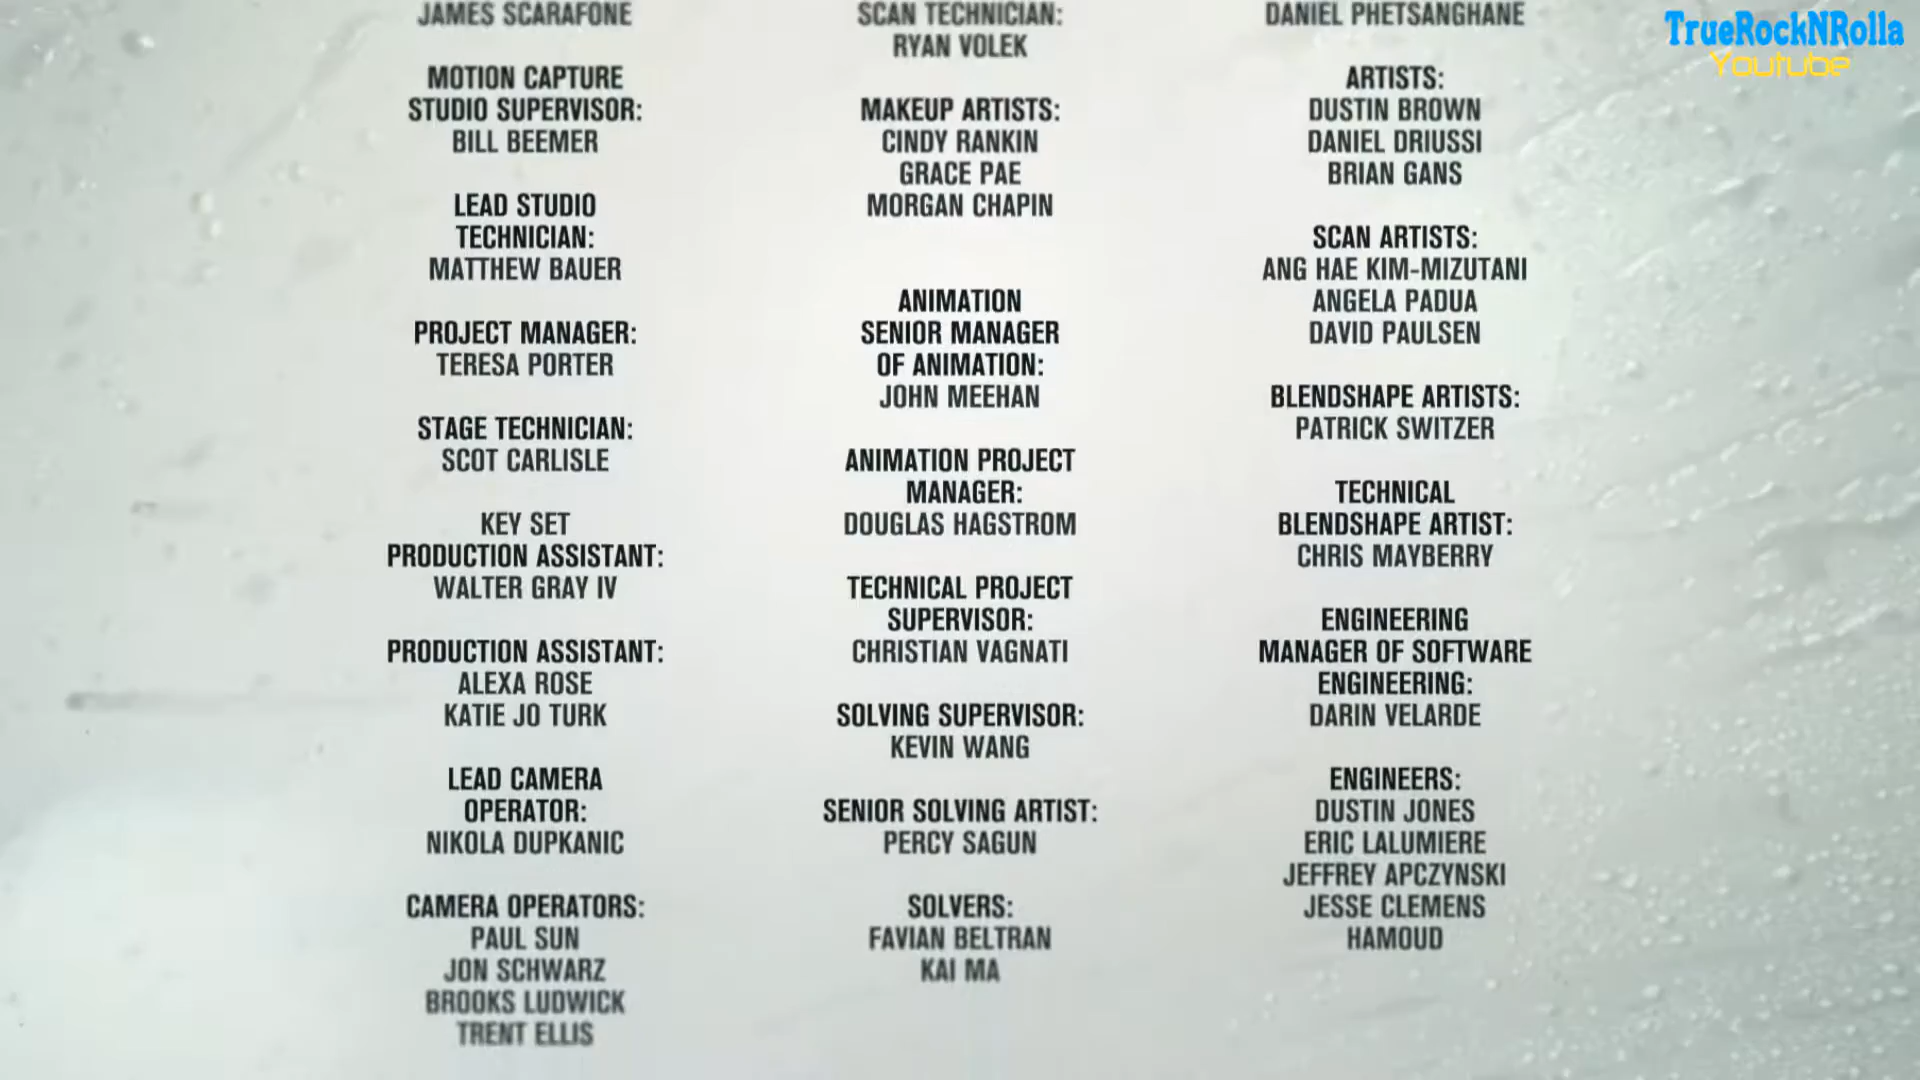 JAMES SCARAFONE
MOTION CAPTURE
STUDIO SUPERVISOR:
BILL BEEMER
LEAD STUDIO
TECHNICIAN:
MATTHEW BAUER
PROJECT MANAGER:
TERESA PORTER
STAGE TECHNICIAN:
SCOT CARLISLE
KEY SET
PRODUCTION ASSISTANT:
WALTER GRAY IV
PRODUCTION ASSISTANT:
ALEXA ROSE
KATIE JO TURK
LEAD CAMERA
OPERATOR:
NIKOLA DUPKANIC
CAMERA OPERATORS:
PAUL SUN
JON SCHWARZ
BROOKS LUDWICK
TRENT ELLIS
SCAN TECHNICIAN:
RYAN VOLEK
MAKEUP ARTISTS:
CINDY RANKIN
GRACE PAE
MORGAN CHAPIN
ANIMATION
SENIOR MANAGER
OF ANIMATION:
JOHN MEEHAN
ANIMATION PROJECT
MANAGER:
DOUGLAS HAGSTROM
TECHNICAL PROJECT
SUPERVISOR:
CHRISTIAN VAGNATI
SOLVING SUPERVISOR:
KEVIN WANG
SENIOR SOLVING ARTIST:
PERCY SAGUN
SOLVERS:
FAVIAN BELTRAN
KAI MA
DANIEL PHETSANGHANE
ARTISTS:
DUSTIN BROWN
DANIEL DRIUSSI
BRIAN GANS
SCAN ARTISTS:
ANG HAE KIM-MIZUTANI
ANGELA PADUA
DAVID PAULSEN
BLENDSHAPE ARTISTS:
PATRICK SWITZER
TECHNICAL
BLENDSHAPE ARTIST:
CHRIS MAYBERRY
ENGINEERING
MANAGER OF SOFTWARE
ENGINEERING:
DARIN VELARDE
ENGINEERS:
DUSTIN JONES
ERIC LALUMIERE
JEFFREY APCZYNSKI
JESSE CLEMENS
HAMOUD
TrueRockNRolla
Youtube